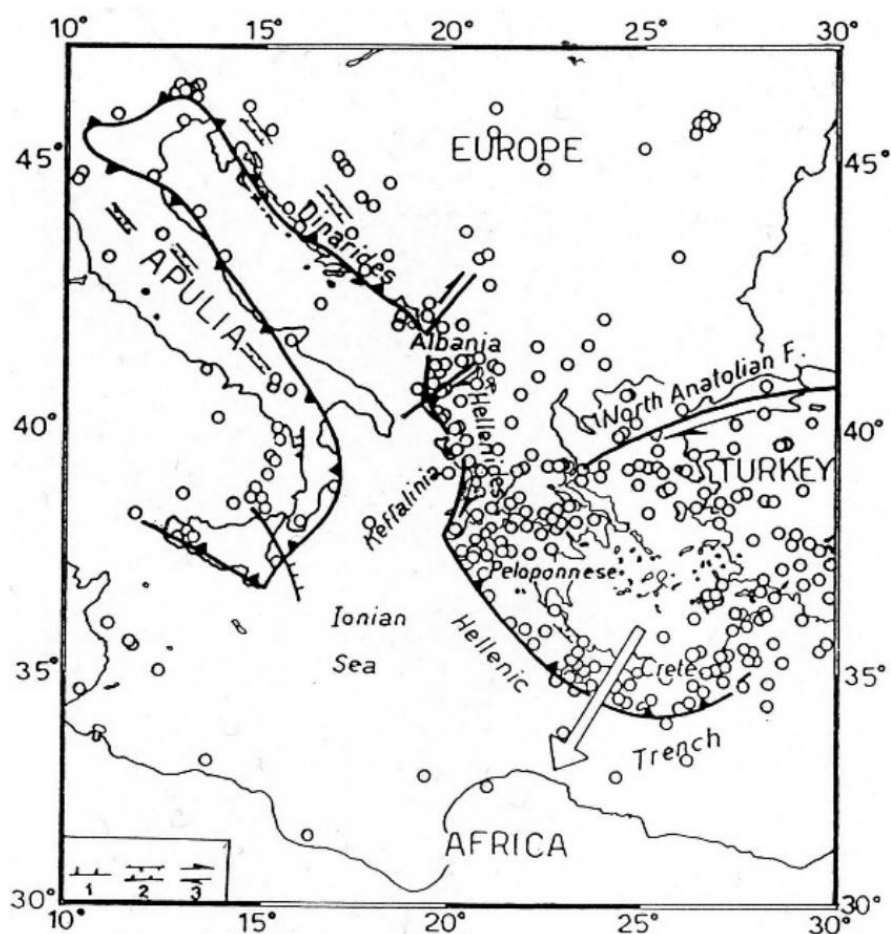 10° 15° 20° 25° 30°
45° 45°
EUROPE
Dinarides
APULIA
Albania
North Anatolian F.
Hellenides
40° 40°
TURKEY
Keffalinia
Peloponnese
Ionian
Sea
Hellenic
35° 35°
Crete
Trench
AFRICA
1 2 3
30° 30°
10° 15° 20° 25° 30°